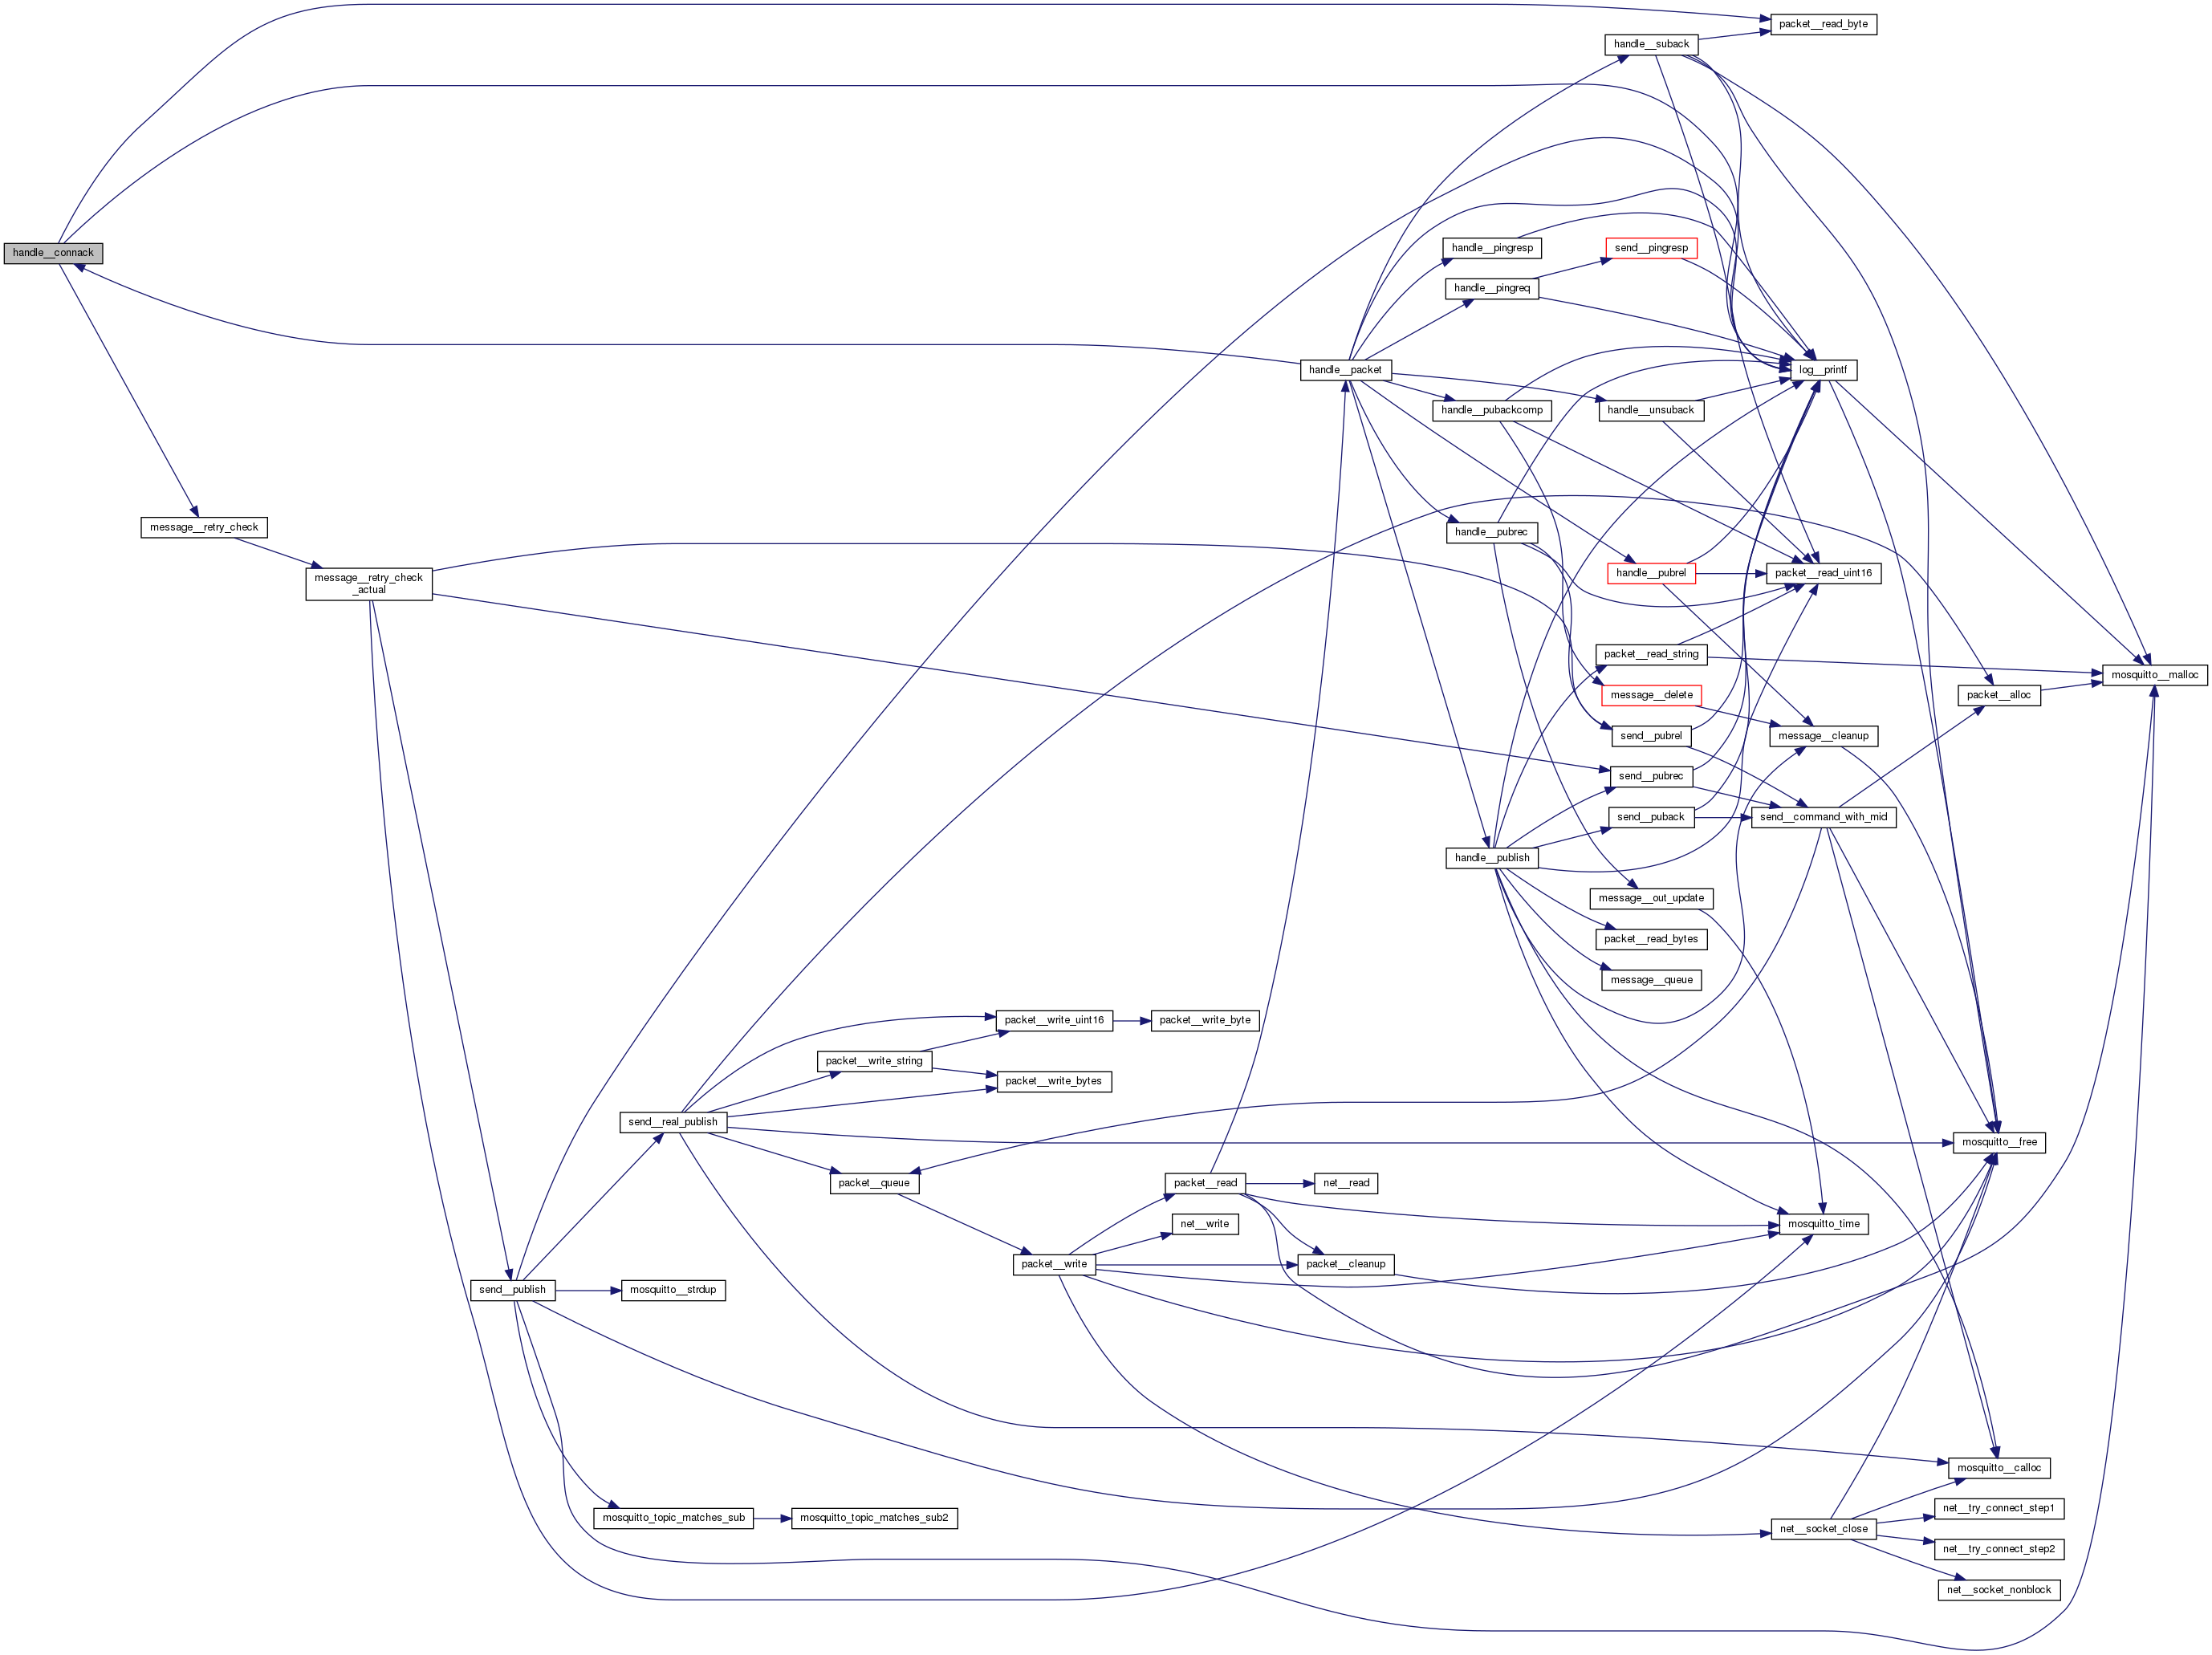 packet__read_byte
handle__suback
handle__connack
handle__pingresp
send__pingresp
handle__pingreq
handle__packet
log__printf
handle__pubackcomp
handle__unsuback
message__retry_check
handle__pubrec
message__retry_check
_actual
handle__pubrel
packet__read_uint16
packet__read_string
mosquitto__malloc
message__delete
packet__alloc
send__pubrel
message__cleanup
send__pubrec
send__puback
send__command_with_mid
handle__publish
message__out_update
packet__read_bytes
message__queue
packet__write_uint16
packet__write_byte
packet__write_string
packet__write_bytes
send__real_publish
mosquitto__free
packet__queue
packet__read
net__read
net__write
mosquitto_time
packet__write
packet__cleanup
send__publish
mosquitto__strdup
mosquitto__calloc
net__try_connect_step1
mosquitto_topic_matches_sub
mosquitto_topic_matches_sub2
net__socket_close
net__try_connect_step2
net__socket_nonblock